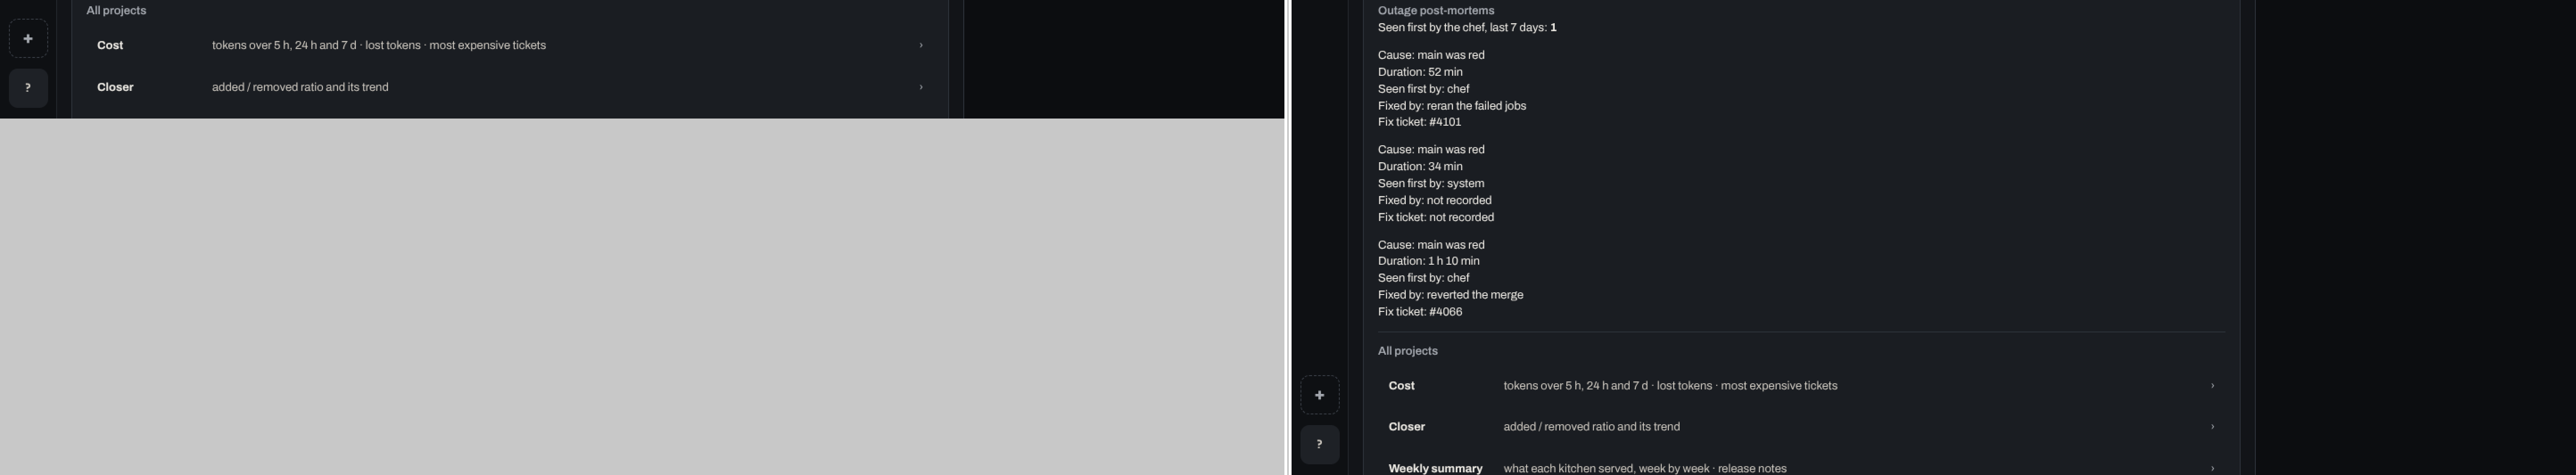 All projects
+
Cost tokens over 5 h, 24 h and 7 d · lost tokens · most expensive tickets ›
?
Closer added / removed ratio and its trend ›
Outage post-mortems
Seen first by the chef, last 7 days: 1
Cause: main was red
Duration: 52 min
Seen first by: chef
Fixed by: reran the failed jobs
Fix ticket: #4101
Cause: main was red
Duration: 34 min
Seen first by: system
Fixed by: not recorded
Fix ticket: not recorded
Cause: main was red
Duration: 1 h 10 min
Seen first by: chef
Fixed by: reverted the merge
Fix ticket: #4066
All projects
Cost tokens over 5 h, 24 h and 7 d · lost tokens · most expensive tickets ›
+
Closer added / removed ratio and its trend ›
?
Weekly summary what each kitchen served, week by week · release notes ›